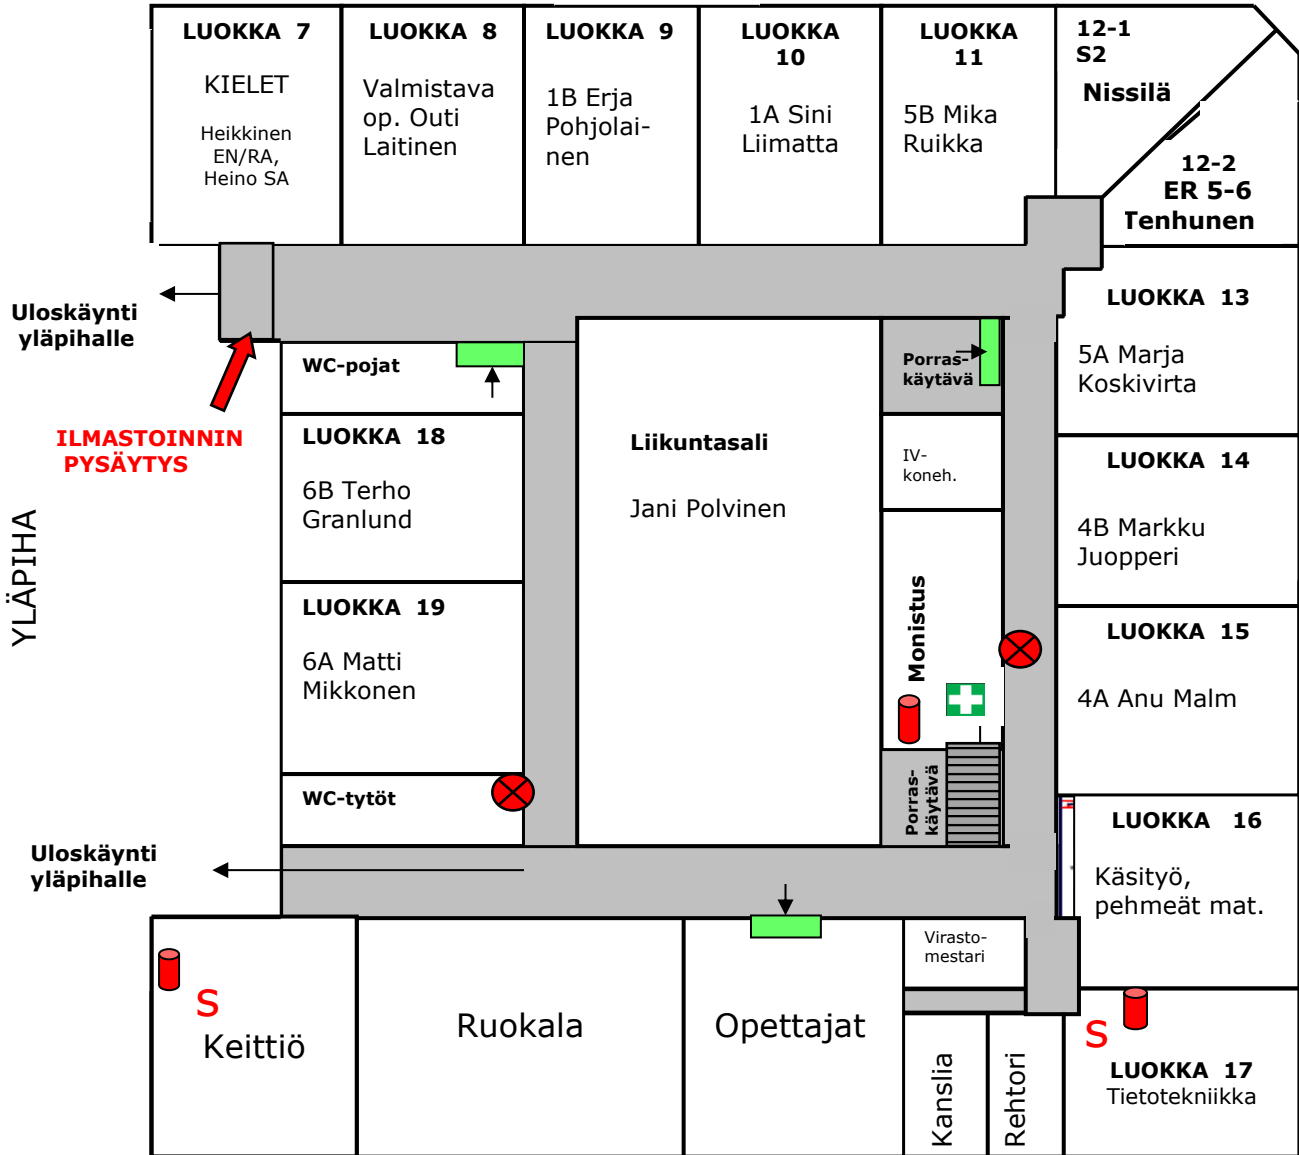 LUOKKA 7
KIELET
Heikkinen
EN/RA,
Heino SA
LUOKKA 8
Valmistava
op. Outi
Laitinen
LUOKKA 9
1B Erja
Pohjolai-
nen
LUOKKA
10
1A Sini
Liimatta
LUOKKA
11
5B Mika
Ruikka
12-1
S2
Nissilä
12-2
ER 5-6
Tenhunen
Uloskäynti
yläpihalle
ILMASTOINNIN
PYSÄYTYS
YLÄPIHA
WC-pojat
LUOKKA 18
6B Terho
Granlund
LUOKKA 19
6A Matti
Mikkonen
WC-tytöt
Liikuntasali
Jani Polvinen
Porras-
käytävä
IV-
koneh.
Monistus
Porras-
käytävä
LUOKKA 13
5A Marja
Koskivirta
LUOKKA 14
4B Markku
Juopperi
LUOKKA 15
4A Anu Malm
LUOKKA 16
Käsityö,
pehmeät mat.
Uloskäynti
yläpihalle
S
Keittiö
Ruokala
Opettajat
Virasto-
mestari
Kanslia
Rehtori
S
LUOKKA 17
Tietotekniikka